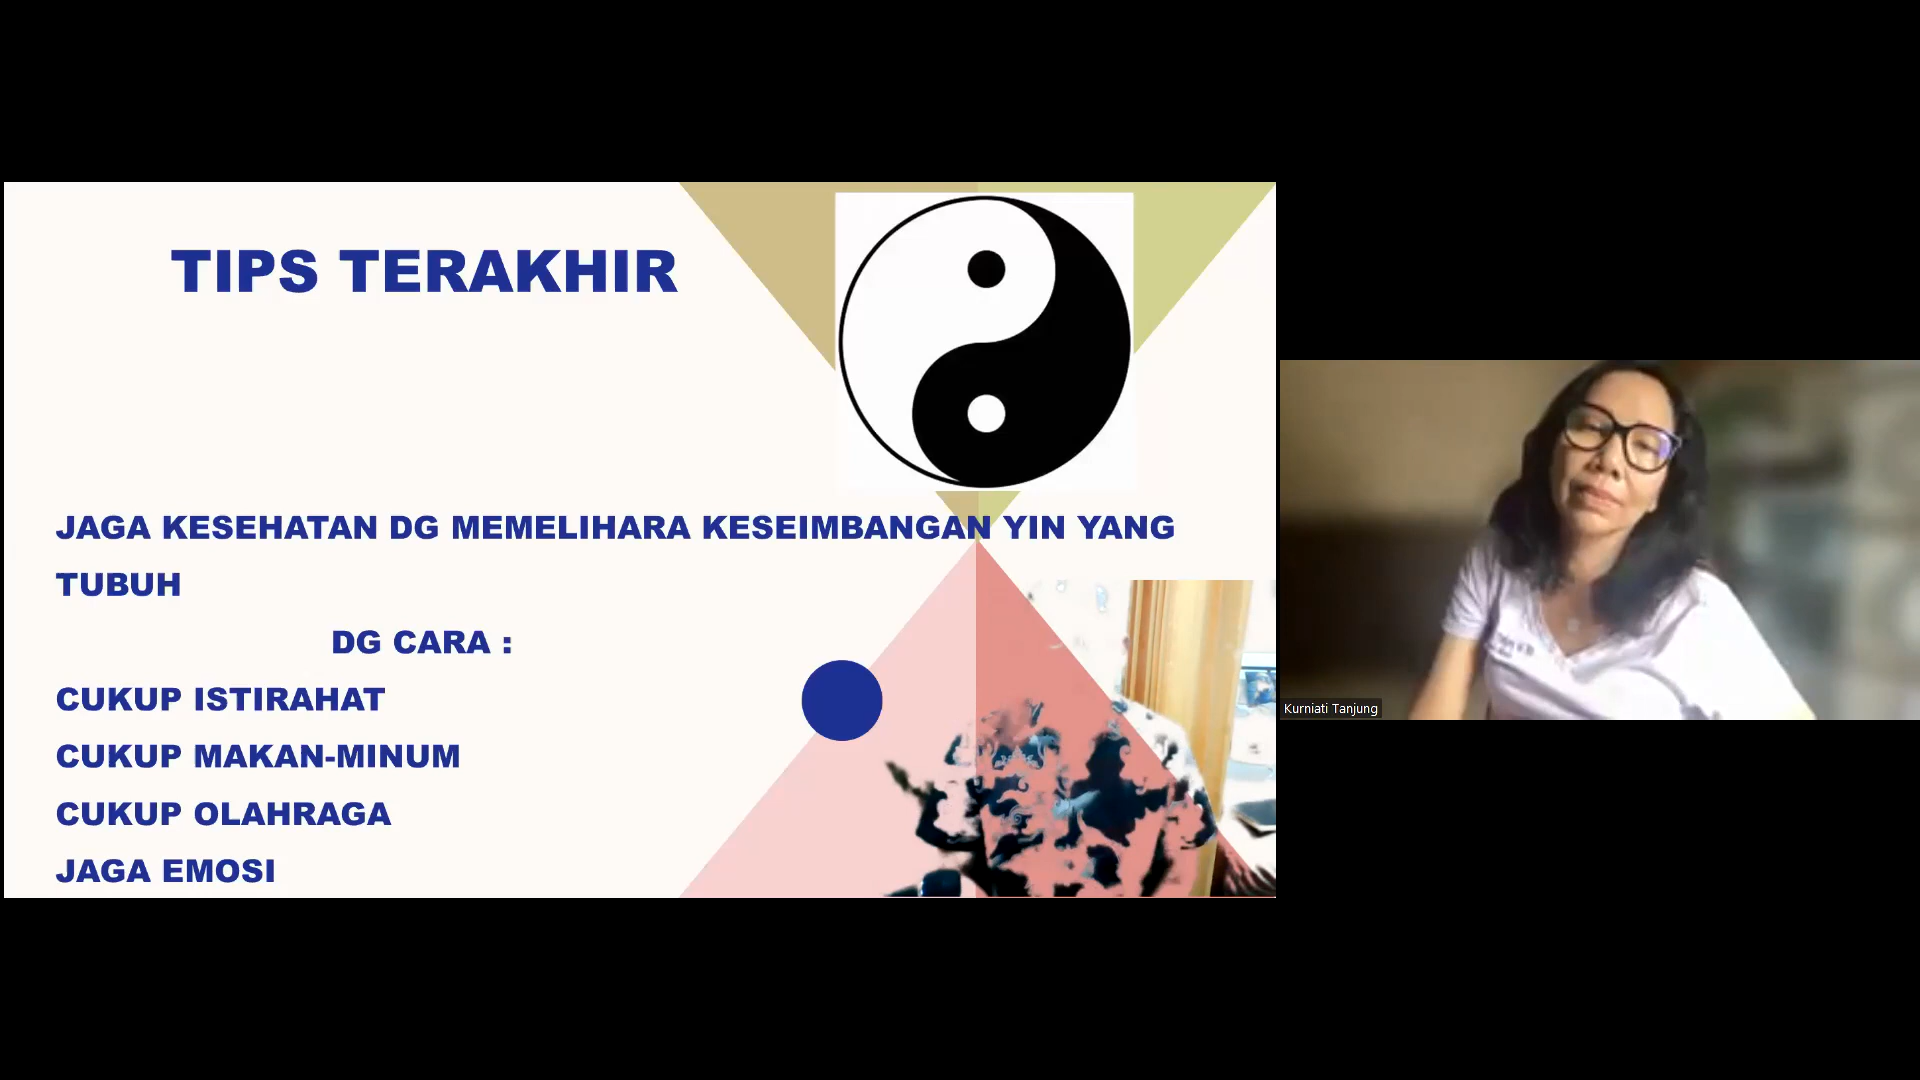 TIPS TERAKHIR
JAGA KESEHATAN DG MEMELIHARA KESEIMBANGAN YIN YANG
TUBUH
DG CARA :
CUKUP ISTIRAHAT
CUKUP MAKAN-MINUM
CUKUP OLAHRAGA
JAGA EMOSI
Kurniati Tanjung